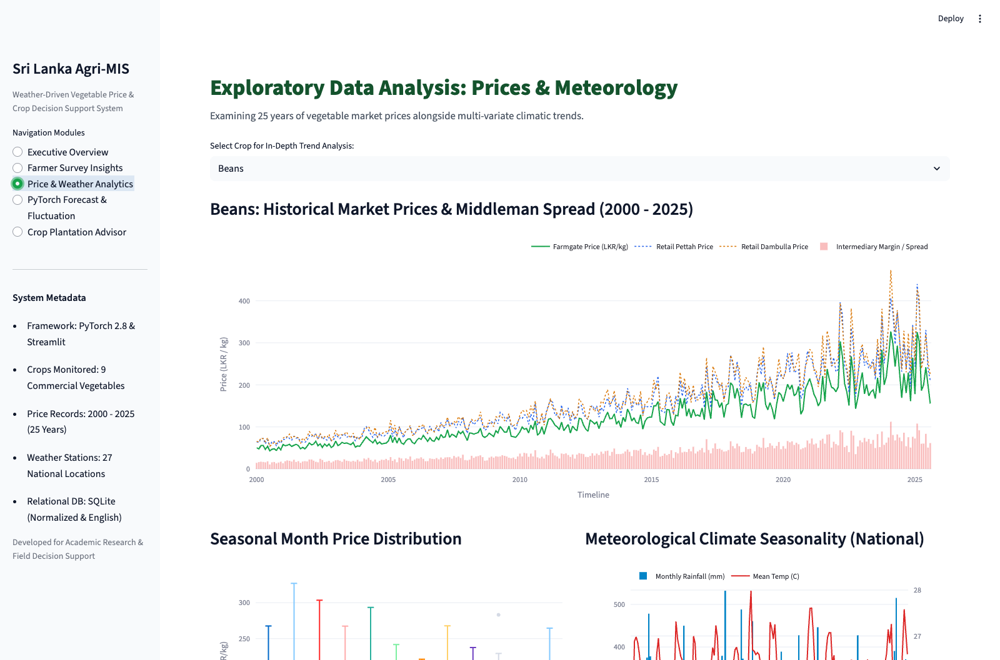 Deploy
Sri Lanka Agri-MIS
Weather-Driven Vegetable Price &
Crop Decision Support System
Navigation Modules
Executive Overview
Farmer Survey Insights
Price & Weather Analytics
PyTorch Forecast &
Fluctuation
Crop Plantation Advisor
System Metadata
Framework: PyTorch 2.8 &
Streamlit
Crops Monitored: 9
Commercial Vegetables
Price Records: 2000 - 2025
(25 Years)
Weather Stations: 27
National Locations
Relational DB: SQLite
(Normalized & English)
Developed for Academic Research &
Field Decision Support
Exploratory Data Analysis: Prices & Meteorology
Examining 25 years of vegetable market prices alongside multi-variate climatic trends.
Select Crop for In-Depth Trend Analysis:
Beans
Beans: Historical Market Prices & Middleman Spread (2000 - 2025)
Farmgate Price (LKR/kg) Retail Pettah Price Retail Dambulla Price Intermediary Margin / Spread
Price (LKR / kg)
400
300
200
100
0
2000 2005 2010 2015 2020 2025
Timeline
Seasonal Month Price Distribution
300
250
R/kg)
Meteorological Climate Seasonality (National)
Monthly Rainfall (mm) Mean Temp (C)
500
400
28
27